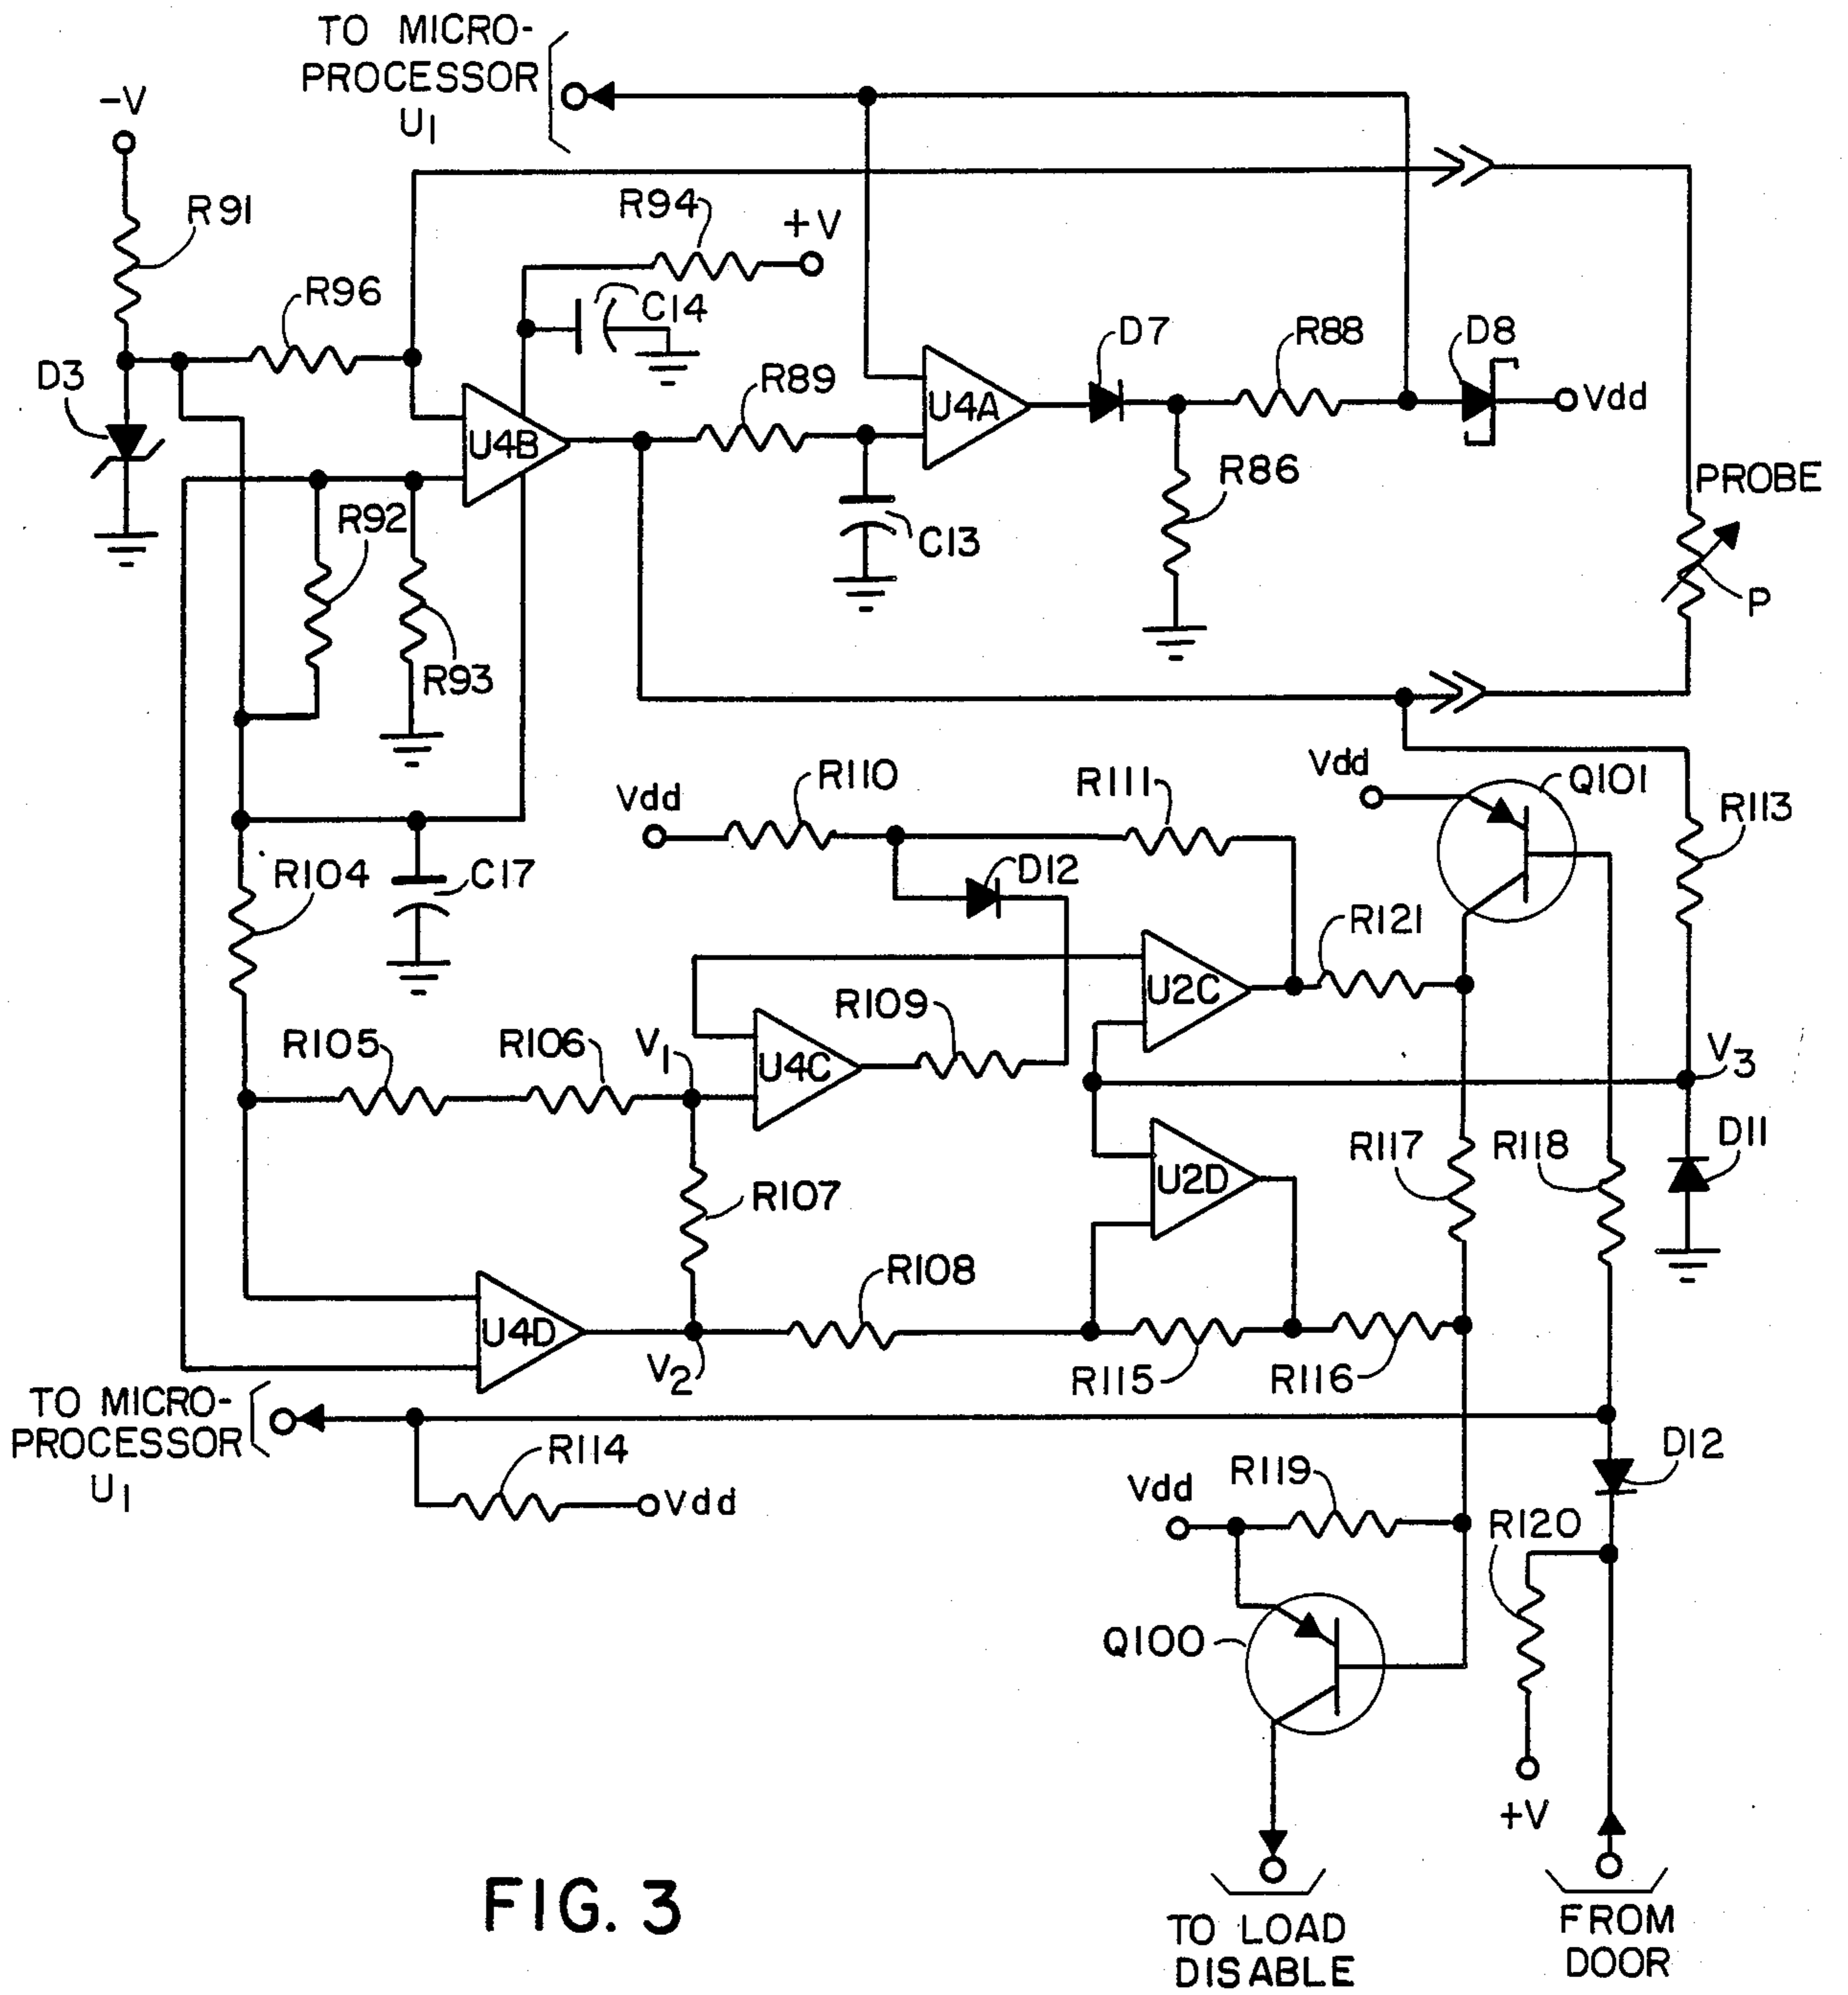 TO MICRO-
PROCESSOR
U1
-V
R91
R94
+V
R96
C14
D3
R89
D7
R88
D8
U4A
Vdd
U4B
R86
PROBE
R92
C13
P
R93
Vdd
R110
R111
Vdd
Q101
R113
R104
C17
D12
R121
U2C
R109
R105
R106
V1
U4C
V3
R117
R118
D11
U2D
R107
R108
U4D
V2
R115
R116
TO MICRO-
PROCESSOR
U1
R114
Vdd
Vdd
R119
D12
R120
Q100
+V
FIG. 3
TO LOAD
DISABLE
FROM
DOOR